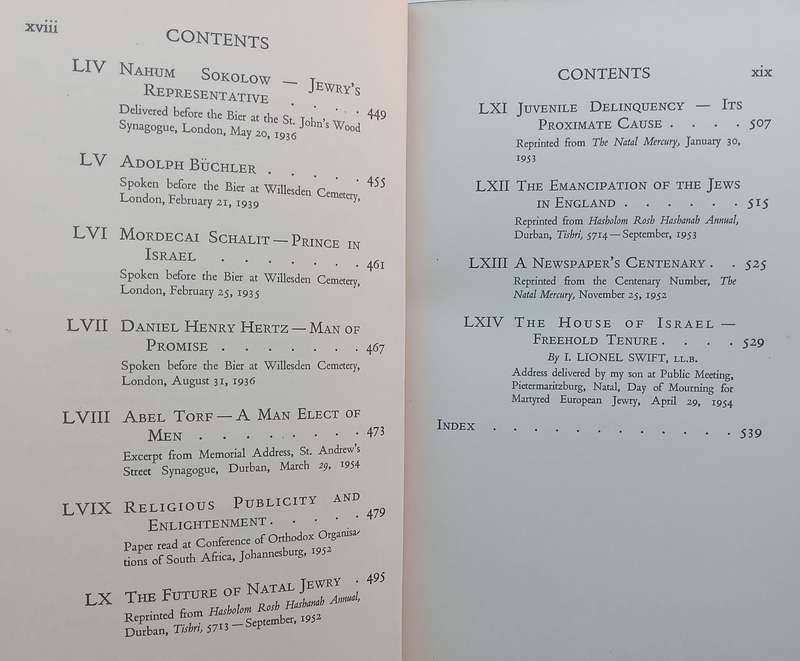 xviii
CONTENTS
LIV NAHUM SOKOLOW — JEWRY'S
REPRESENTATIVE . . . . 449
Delivered before the Bier at the St. John's Wood
Synagogue, London, May 20, 1936
LV ADOLPH BÜCHLER . . . . . 455
Spoken before the Bier at Willesden Cemetery,
London, February 21, 1939
LVI MORDECAI SCHALIT — PRINCE IN
ISRAEL . . . . . . . 461
Spoken before the Bier at Willesden Cemetery,
London, February 25, 1935
LVII DANIEL HENRY HERTZ — MAN OF
PROMISE . . . . . . . 467
Spoken before the Bier at Willesden Cemetery,
London, August 31, 1936
LVIII ABEL TORF — A MAN ELECT OF
MEN . . . . . . . . 473
Excerpt from Memorial Address, St. Andrew's
Street Synagogue, Durban, March 29, 1954
LVIX RELIGIOUS PUBLICITY AND
ENLIGHTENMENT . . . . . 479
Paper read at Conference of Orthodox Organisa-
tions of South Africa, Johannesburg, 1952
LX THE FUTURE OF NATAL JEWRY . 495
Reprinted from Hasholom Rosh Hashanah Annual,
Durban, Tishri, 5713 — September, 1952
CONTENTS xix
LXI JUVENILE DELINQUENCY — ITS
PROXIMATE CAUSE . . . . 507
Reprinted from The Natal Mercury, January 30,
1953
LXII THE EMANCIPATION OF THE JEWS
IN ENGLAND . . . . . . 515
Reprinted from Hasholom Rosh Hashanah Annual,
Durban, Tishri, 5714 — September, 1953
LXIII A NEWSPAPER'S CENTENARY . . 525
Reprinted from the Centenary Number, The
Natal Mercury, November 25, 1952
LXIV THE HOUSE OF ISRAEL —
FREEHOLD TENURE . . . . 529
By I. LIONEL SWIFT, LL.B.
Address delivered by my son at Public Meeting,
Pietermaritzburg, Natal, Day of Mourning for
Martyred European Jewry, April 29, 1954
INDEX . . . . . . . . . . . . 539